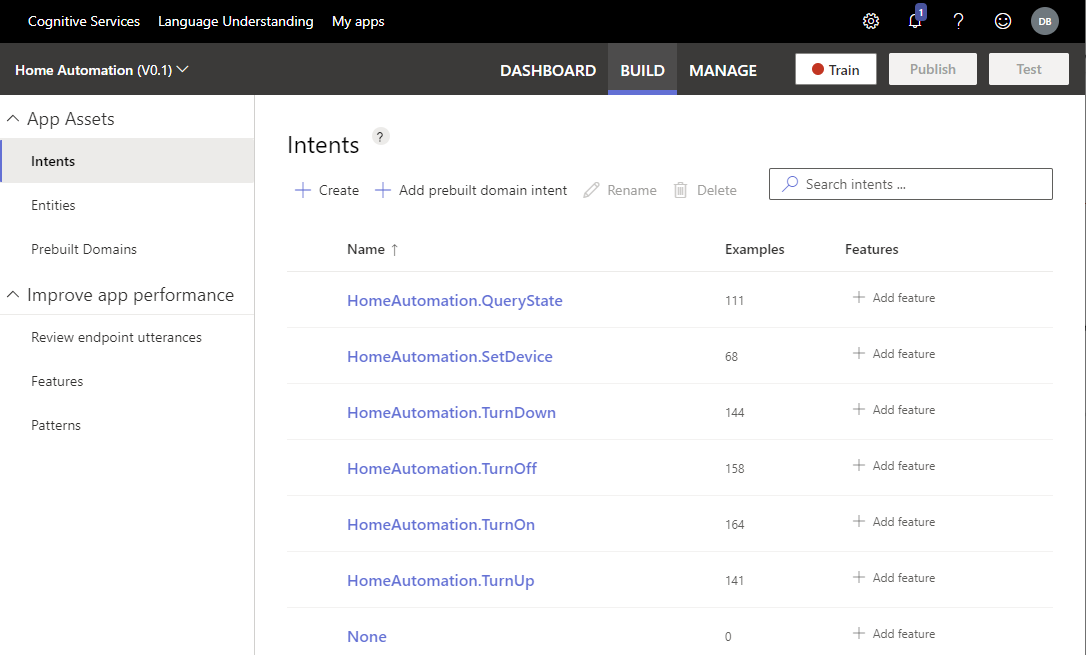 Cognitive Services Language Understanding My apps 1 ? DB
Home Automation (V0.1) DASHBOARD BUILD MANAGE Train Publish Test
App Assets
Intents
Entities
Prebuilt Domains
Improve app performance
Review endpoint utterances
Features
Patterns
Intents ?
Create Add prebuilt domain intent Rename Delete Search intents ...
Name ↑ Examples Features
HomeAutomation.QueryState 111 + Add feature
HomeAutomation.SetDevice 68 + Add feature
HomeAutomation.TurnDown 144 + Add feature
HomeAutomation.TurnOff 158 + Add feature
HomeAutomation.TurnOn 164 + Add feature
HomeAutomation.TurnUp 141 + Add feature
None 0 + Add feature